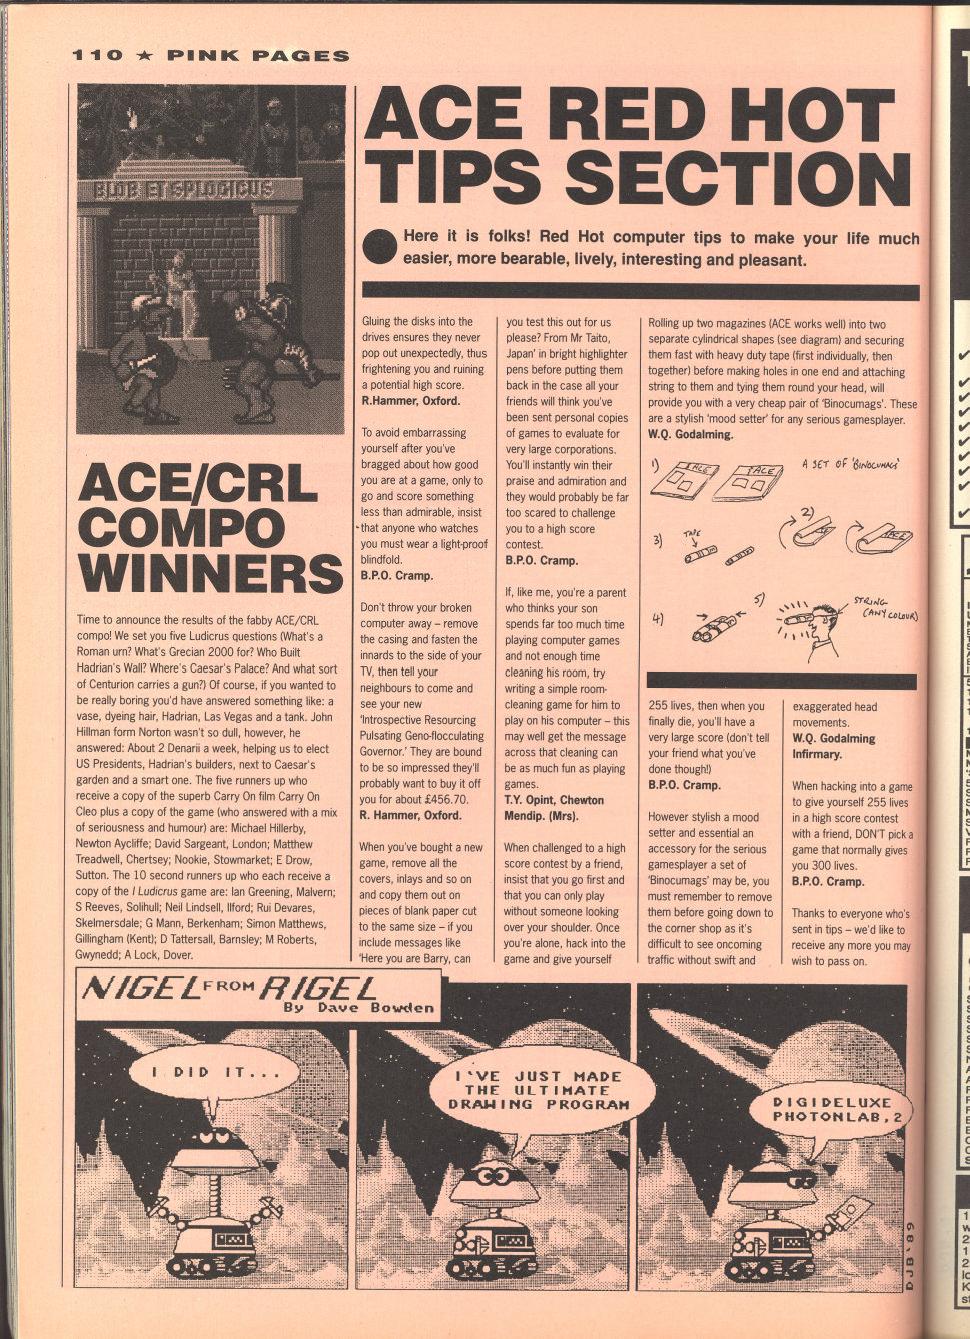 110 ★ PINK PAGES
BLOB ET SPLOGICUS
ACE/CRL
COMPO
WINNERS
Time to announce the results of the fabby ACE/CRL
compo! We set you five Ludicrus questions (What's a
Roman urn? What's Grecian 2000 for? Who Built
Hadrian's Wall? Where's Caesar's Palace? And what sort
of Centurion carries a gun?) Of course, if you wanted to
be really boring you'd have answered something like: a
vase, dyeing hair, Hadrian, Las Vegas and a tank. John
Hillman form Norton wasn't so dull, however, he
answered: About 2 Denarii a week, helping us to elect
US Presidents, Hadrian's builders, next to Caesar's
garden and a smart one. The five runners up who
receive a copy of the superb Carry On film Carry On
Cleo plus a copy of the game (who answered with a mix
of seriousness and humour) are: Michael Hillerby,
Newton Aycliffe; David Sargeant, London; Matthew
Treadwell, Chertsey; Nookie, Stowmarket; E Drow,
Sutton. The 10 second runners up who each receive a
copy of the I Ludicrus game are: Ian Greening, Malvern;
S Reeves, Solihull; Neil Lindsell, Ilford; Rui Devares,
Skelmersdale; G Mann, Berkenham; Simon Matthews,
Gillingham (Kent); D Tattersall, Barnsley; M Roberts,
Gwynedd; A Lock, Dover.
ACE RED HOT
TIPS SECTION
Here it is folks! Red Hot computer tips to make your life much
easier, more bearable, lively, interesting and pleasant.
Gluing the disks into the
drives ensures they never
pop out unexpectedly, thus
frightening you and ruining
a potential high score.
R.Hammer, Oxford.
To avoid embarrassing
yourself after you've
bragged about how good
you are at a game, only to
go and score something
less than admirable, insist
that anyone who watches
you must wear a light-proof
blindfold.
B.P.O. Cramp.
Don't throw your broken
computer away – remove
the casing and fasten the
innards to the side of your
TV, then tell your
neighbours to come and
see your new
'Introspective Resourcing
Pulsating Geno-flocculating
Governor.' They are bound
to be so impressed they'll
probably want to buy it off
you for about £456.70.
R. Hammer, Oxford.
When you've bought a new
game, remove all the
covers, inlays and so on
and copy them out on
pieces of blank paper cut
to the same size – if you
include messages like
'Here you are Barry, can
you test this out for us
please? From Mr Taito,
Japan' in bright highlighter
pens before putting them
back in the case all your
friends will think you've
been sent personal copies
of games to evaluate for
very large corporations.
You'll instantly win their
praise and admiration and
they would probably be far
too scared to challenge
you to a high score
contest.
B.P.O. Cramp.
If, like me, you're a parent
who thinks your son
spends far too much time
playing computer games
and not enough time
cleaning his room, try
writing a simple room-
cleaning game for him to
play on his computer – this
may well get the message
across that cleaning can
be as much fun as playing
games.
T.Y. Opint, Chewton
Mendip. (Mrs).
When challenged to a high
score contest by a friend,
insist that you go first and
that you can only play
without someone looking
over your shoulder. Once
you're alone, hack into the
game and give yourself
255 lives, then when you
finally die, you'll have a
very large score (don't tell
your friend what you've
done though!)
B.P.O. Cramp.
However stylish a mood
setter and essential an
accessory for the serious
gamesplayer a set of
'Binocumags' may be, you
must remember to remove
them before going down to
the corner shop as it's
difficult to see oncoming
traffic without swift and
exaggerated head
movements.
W.Q. Godalming
Infirmary.
When hacking into a game
to give yourself 255 lives
in a high score contest
with a friend, DON'T pick a
game that normally gives
you 300 lives.
B.P.O. Cramp.
Thanks to everyone who's
sent in tips – we'd like to
receive any more you may
wish to pass on.
Rolling up two magazines (ACE works well) into two
separate cylindrical shapes (see diagram) and securing
them fast with heavy duty tape (first individually, then
together) before making holes in one end and attaching
string to them and tying them round your head, will
provide you with a very cheap pair of 'Binocumags'. These
are a stylish 'mood setter' for any serious gamesplayer.
W.Q. Godalming.
1) ACE ACE A SET OF 'BINOCUMAGS'
2) ACE
3) TAPE
4)
5) STRING
(ANY COLOUR)
NIGEL FROM RIGEL
By Dave Bowden
I DID IT...
I'VE JUST MADE
THE ULTIMATE
DRAWING PROGRAM
DIGIDELUXE
PHOTONLAB,2
DJB'89